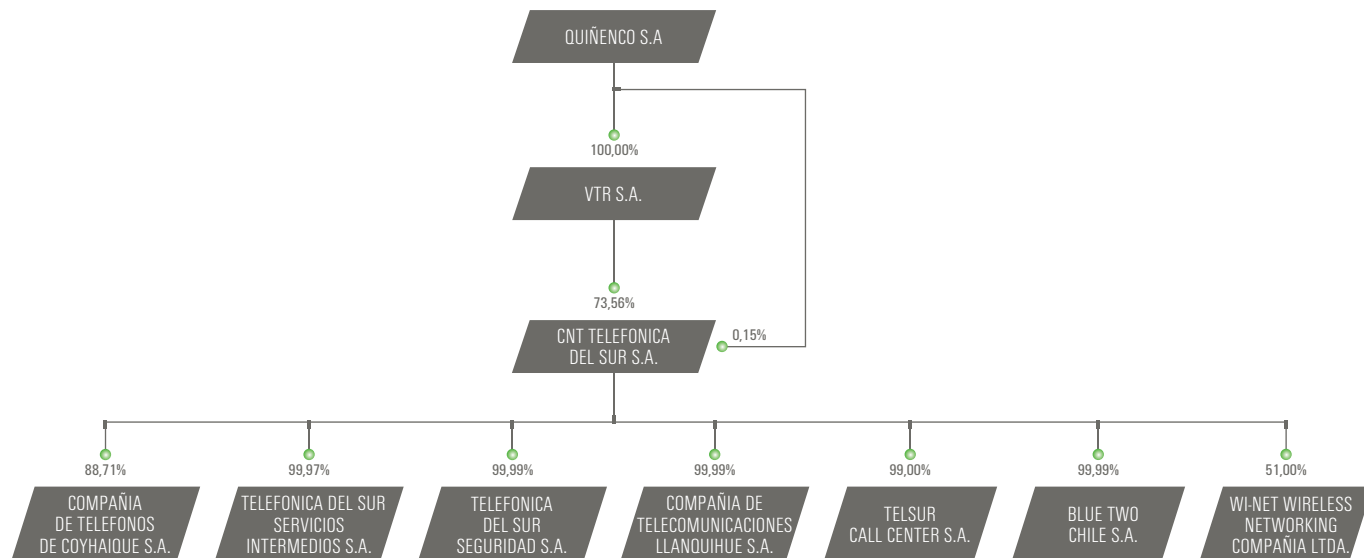 QUIÑENCO S.A
100,00%
VTR S.A.
73,56%
CNT TELEFONICA
DEL SUR S.A.
0,15%
88,71%
99,97%
99,99%
99,99%
99,00%
99,99%
51,00%
COMPAÑIA
DE TELEFONOS
DE COYHAIQUE S.A.
TELEFONICA DEL SUR
SERVICIOS
INTERMEDIOS S.A.
TELEFONICA
DEL SUR
SEGURIDAD S.A.
COMPAÑIA DE
TELECOMUNICACIONES
LLANQUIHUE S.A.
TELSUR
CALL CENTER S.A.
BLUE TWO
CHILE S.A.
WI-NET WIRELESS
NETWORKING
COMPAÑIA LTDA.